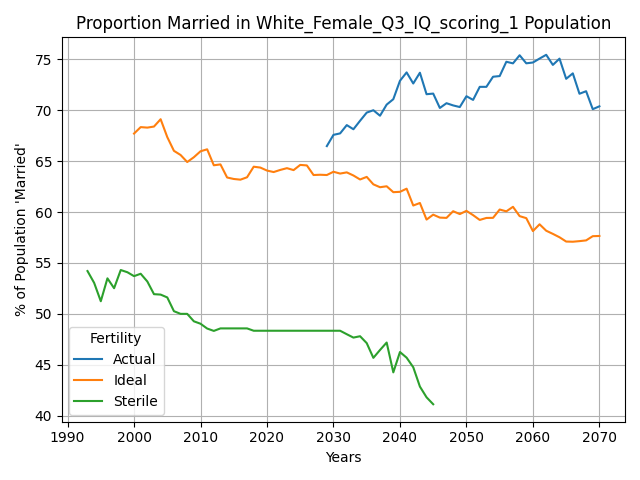 Proportion Married in White_Female_Q3_IQ_scoring_1 Population
% of Population 'Married'
75
70
65
60
55
50
45
40
Fertility
Actual
Ideal
Sterile
1990 2000 2010 2020 2030 2040 2050 2060 2070
Years